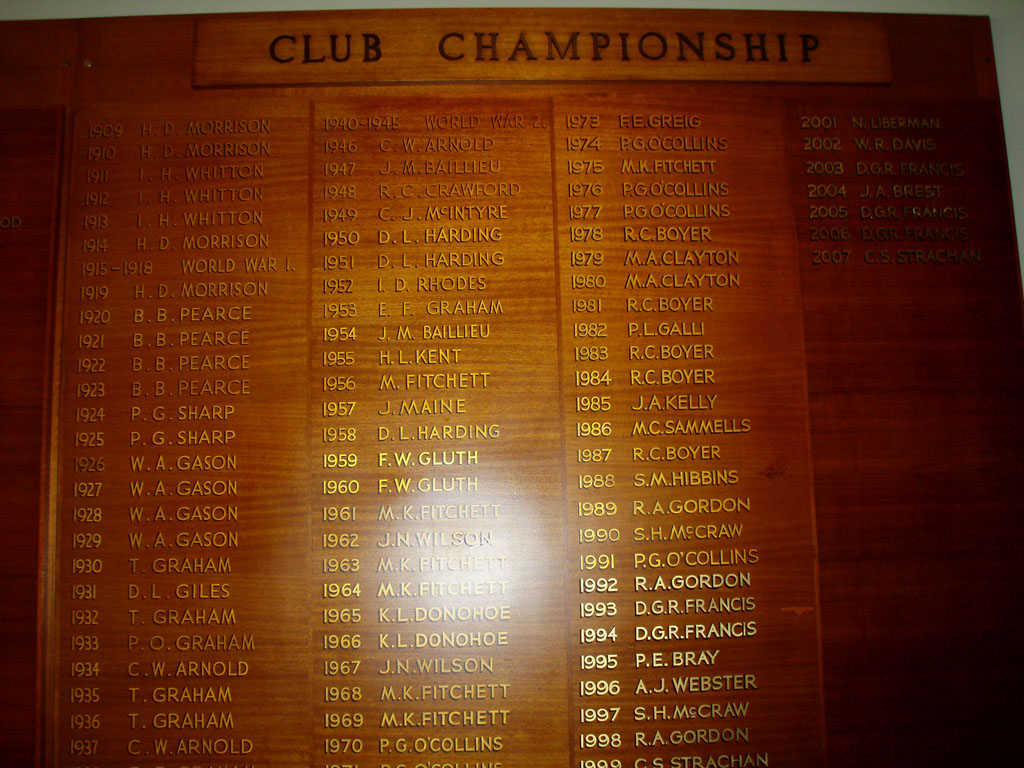 CLUB CHAMPIONSHIP
1909 H. D. MORRISON
1910 H. D. MORRISON
1911 I. H. WHITTON
1912 I. H. WHITTON
1913 I. H. WHITTON
1914 H. D. MORRISON
1915-1918 WORLD WAR I.
1919 H. D. MORRISON
1920 B. B. PEARCE
1921 B. B. PEARCE
1922 B. B. PEARCE
1923 B. B. PEARCE
1924 P. G. SHARP
1925 P. G. SHARP
1926 W. A. GASON
1927 W. A. GASON
1928 W. A. GASON
1929 W. A. GASON
1930 T. GRAHAM
1931 D. L. GILES
1932 T. GRAHAM
1933 P. O. GRAHAM
1934 C. W. ARNOLD
1935 T. GRAHAM
1936 T. GRAHAM
1937 C. W. ARNOLD
1940-1945 WORLD WAR 2.
1946 C. W. ARNOLD
1947 J. M. BAILLIEU
1948 R. C. CRAWFORD
1949 C. J. McINTYRE
1950 D. L. HARDING
1951 D. L. HARDING
1952 I. D. RHODES
1953 E. F. GRAHAM
1954 J. M. BAILLIEU
1955 H. L. KENT
1956 M. FITCHETT
1957 J. MAINE
1958 D. L. HARDING
1959 F. W. GLUTH
1960 F. W. GLUTH
1961 M. K. FITCHETT
1962 J. N. WILSON
1963 M. K. FITCHETT
1964 M. K. FITCHETT
1965 K. L. DONOHOE
1966 K. L. DONOHOE
1967 J. N. WILSON
1968 M. K. FITCHETT
1969 M. K. FITCHETT
1970 P. G. O'COLLINS
1971 P. G. O'COLLINS
1973 F. E. GREIG
1974 P. G. O'COLLINS
1975 M. K. FITCHETT
1976 P. G. O'COLLINS
1977 P. G. O'COLLINS
1978 R. C. BOYER
1979 M. A. CLAYTON
1980 M. A. CLAYTON
1981 R. C. BOYER
1982 P. L. GALLI
1983 R. C. BOYER
1984 R. C. BOYER
1985 J. A. KELLY
1986 M. C. SAMMELLS
1987 R. C. BOYER
1988 S. M. HIBBINS
1989 R. A. GORDON
1990 S. H. McCRAW
1991 P. G. O'COLLINS
1992 R. A. GORDON
1993 D. G. R. FRANCIS
1994 D. G. R. FRANCIS
1995 P. E. BRAY
1996 A. J. WEBSTER
1997 S. H. McCRAW
1998 R. A. GORDON
1999 C. S. STRACHAN
2001 N. LIBERMAN
2002 W. R. DAVIS
2003 D. G. R. FRANCIS
2004 J. A. BREST
2005 D. G. R. FRANCIS
2006 D. G. R. FRANCIS
2007 C. S. STRACHAN